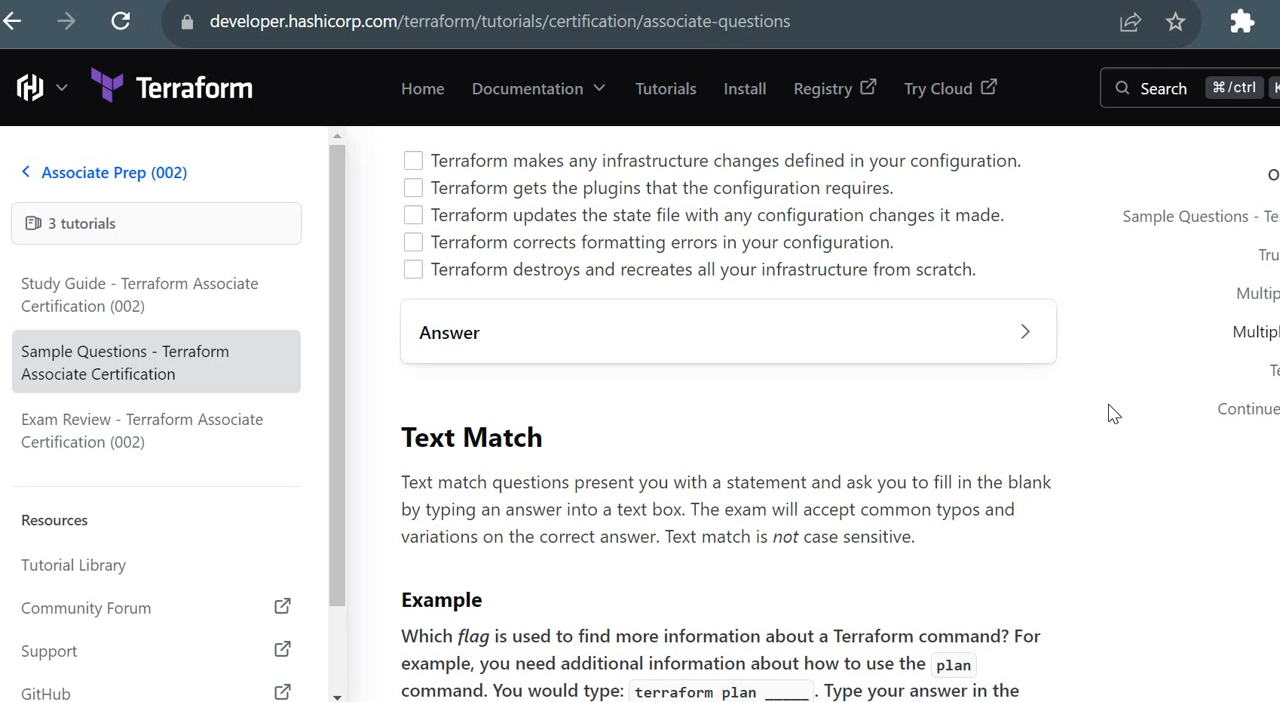 developer.hashicorp.com/terraform/tutorials/certification/associate-questions
Terraform
Home
Documentation
Tutorials
Install
Registry
Try Cloud
Search
⌘/ctrl
K
Associate Prep (002)
3 tutorials
Study Guide - Terraform Associate
Certification (002)
Sample Questions - Terraform
Associate Certification
Exam Review - Terraform Associate
Certification (002)
Resources
Tutorial Library
Community Forum
Support
GitHub
Terraform makes any infrastructure changes defined in your configuration.
Terraform gets the plugins that the configuration requires.
Terraform updates the state file with any configuration changes it made.
Terraform corrects formatting errors in your configuration.
Terraform destroys and recreates all your infrastructure from scratch.
Answer
Text Match
Text match questions present you with a statement and ask you to fill in the blank
by typing an answer into a text box. The exam will accept common typos and
variations on the correct answer. Text match is not case sensitive.
Example
Which flag is used to find more information about a Terraform command? For
example, you need additional information about how to use the plan
command. You would type: terraform plan _____ . Type your answer in the
O
Sample Questions - Te
Tru
Multip
Multipl
Te
Continue